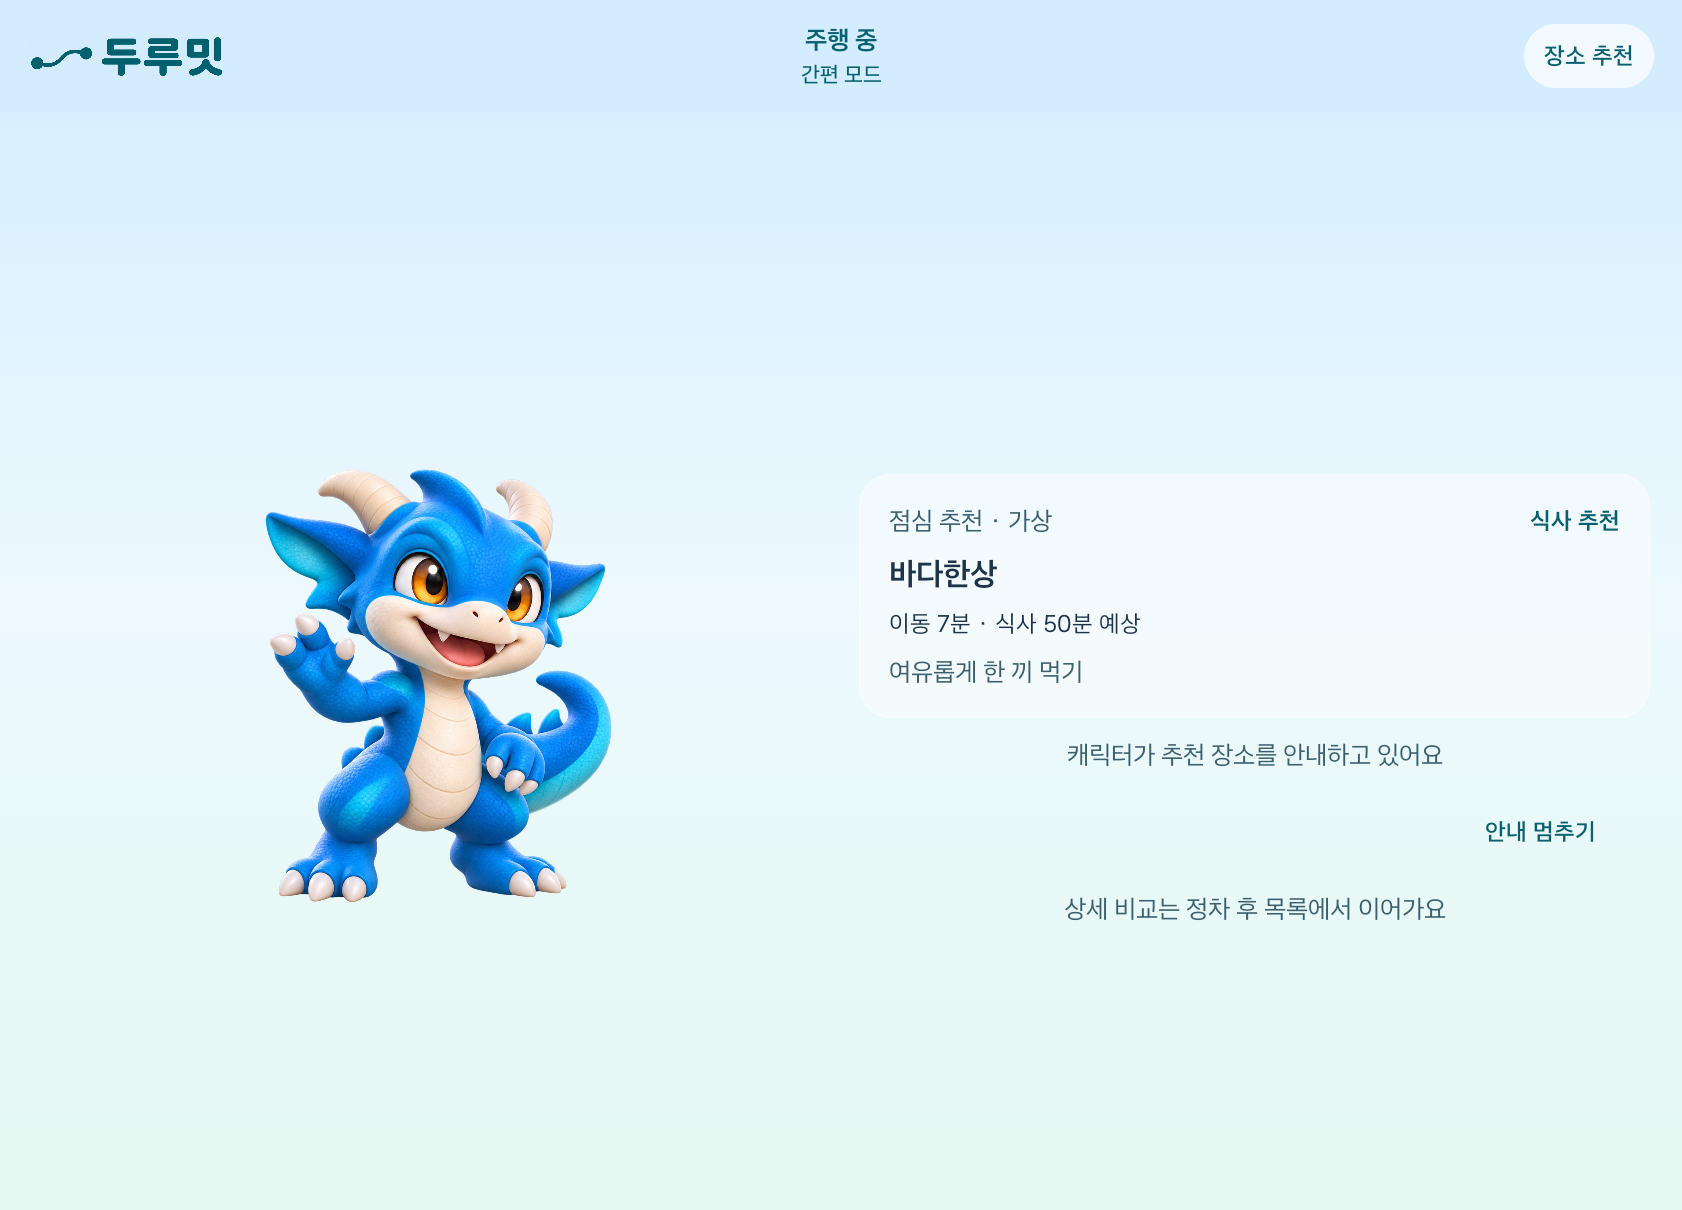 두루밋
주행 중
간편 모드
장소 추천
점심 추천 · 가상
식사 추천
바다한상
이동 7분 · 식사 50분 예상
여유롭게 한 끼 먹기
캐릭터가 추천 장소를 안내하고 있어요
안내 멈추기
상세 비교는 정차 후 목록에서 이어가요